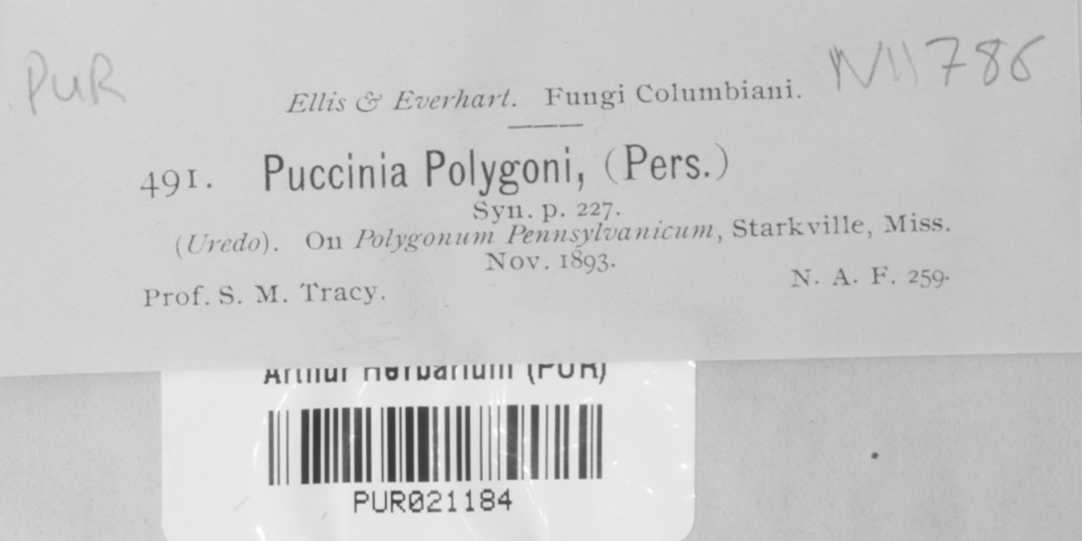 PUR
N11786
Ellis & Everhart. Fungi Columbiani.
491. Puccinia Polygoni, (Pers.)
Syn. p. 227.
(Uredo). On Polygonum Pennsylvanicum, Starkville, Miss.
Nov. 1893.
Prof. S. M. Tracy.
N. A. F. 259.
Arthur Herbarium (PUR)
PUR021184